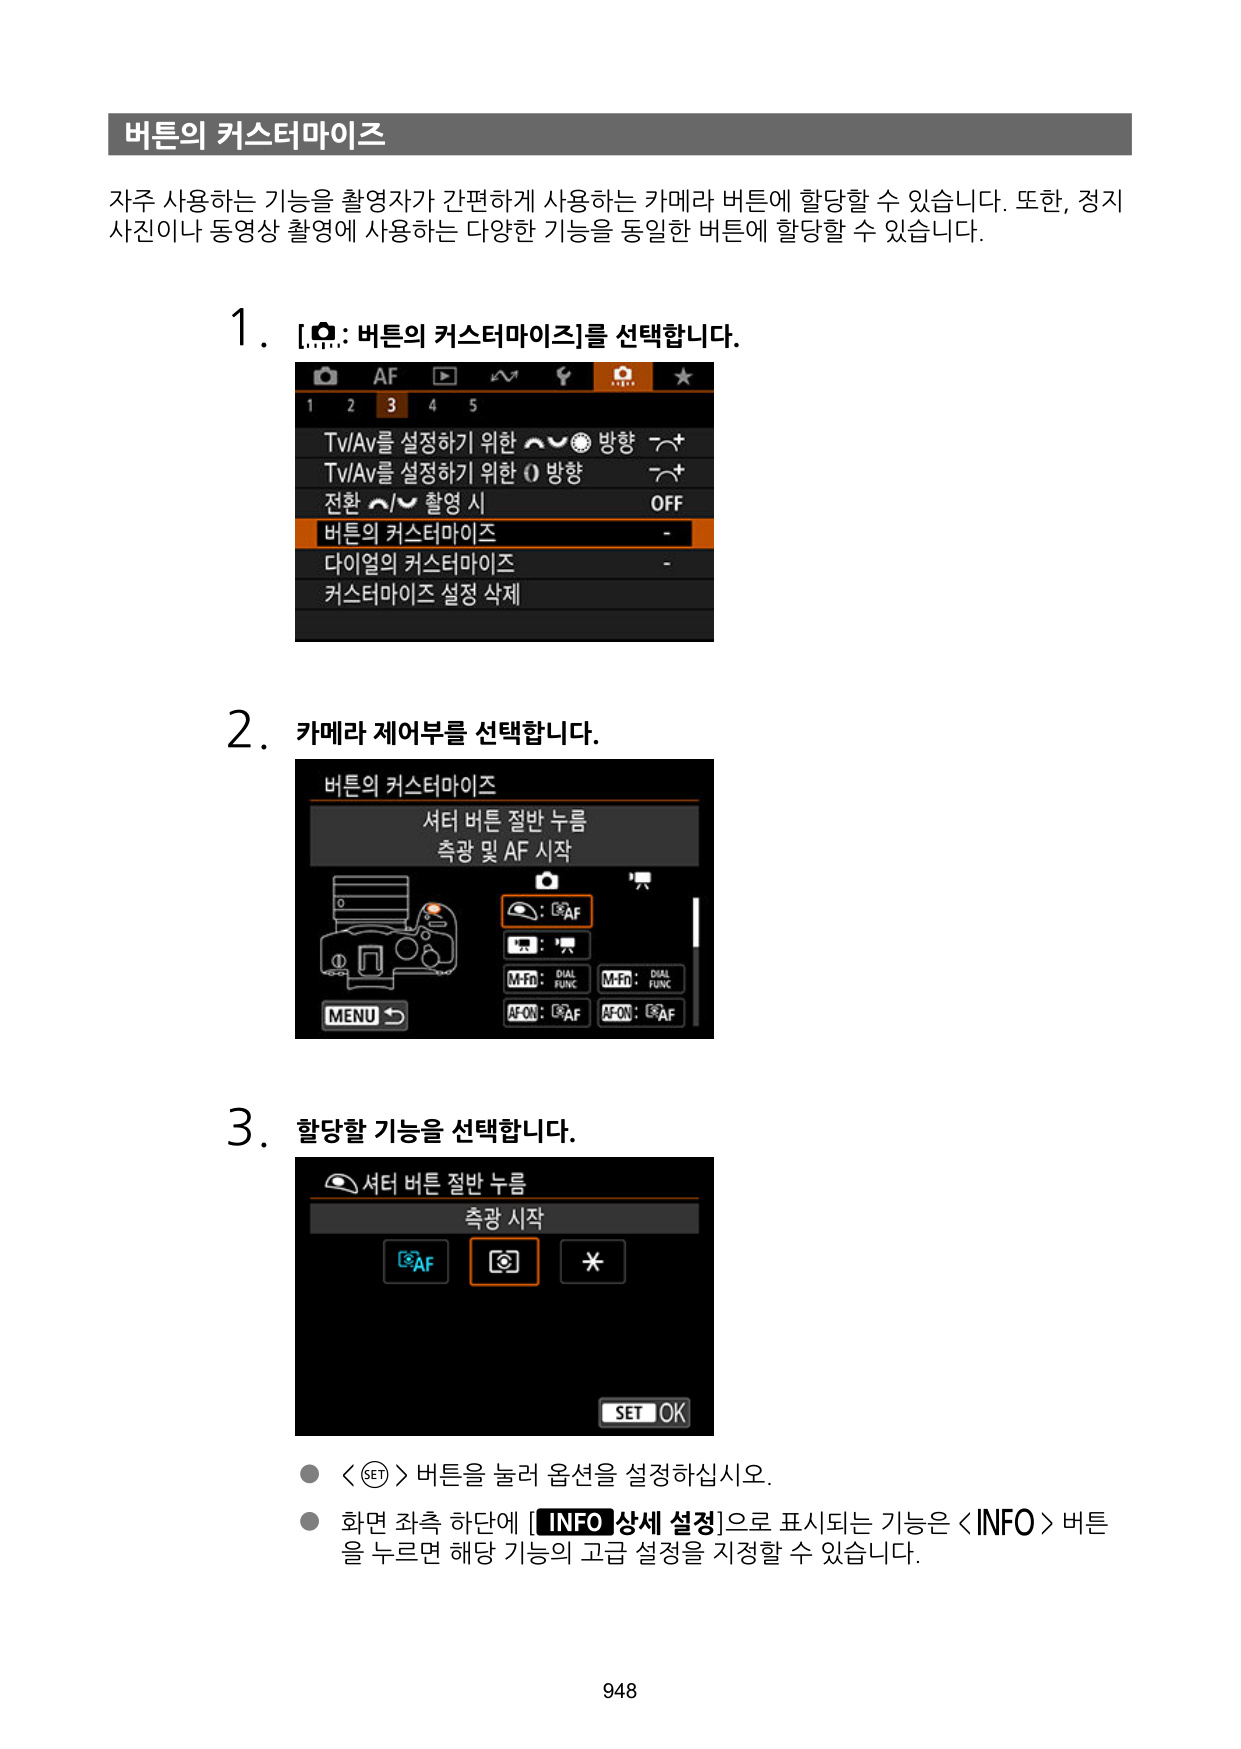 버튼의 커스터마이즈
자주 사용하는 기능을 촬영자가 간편하게 사용하는 카메라 버튼에 할당할 수 있습니다. 또한, 정지
사진이나 동영상 촬영에 사용하는 다양한 기능을 동일한 버튼에 할당할 수 있습니다.
1. [: 버튼의 커스터마이즈]를 선택합니다.
AF
1 2 3 4 5
Tv/Av를 설정하기 위한 방향
Tv/Av를 설정하기 위한 방향
전환 / 촬영 시 OFF
버튼의 커스터마이즈 -
다이얼의 커스터마이즈 -
커스터마이즈 설정 삭제
2. 카메라 제어부를 선택합니다.
버튼의 커스터마이즈
셔터 버튼 절반 누름
측광 및 AF 시작
: AF
:
M-Fn: DIAL FUNC M-Fn: DIAL FUNC
MENU AF-ON: AF AF-ON: AF
3. 할당할 기능을 선택합니다.
셔터 버튼 절반 누름
측광 시작
AF
SET OK
● < SET > 버튼을 눌러 옵션을 설정하십시오.
● 화면 좌측 하단에 [INFO 상세 설정]으로 표시되는 기능은 < INFO > 버튼
을 누르면 해당 기능의 고급 설정을 지정할 수 있습니다.
948